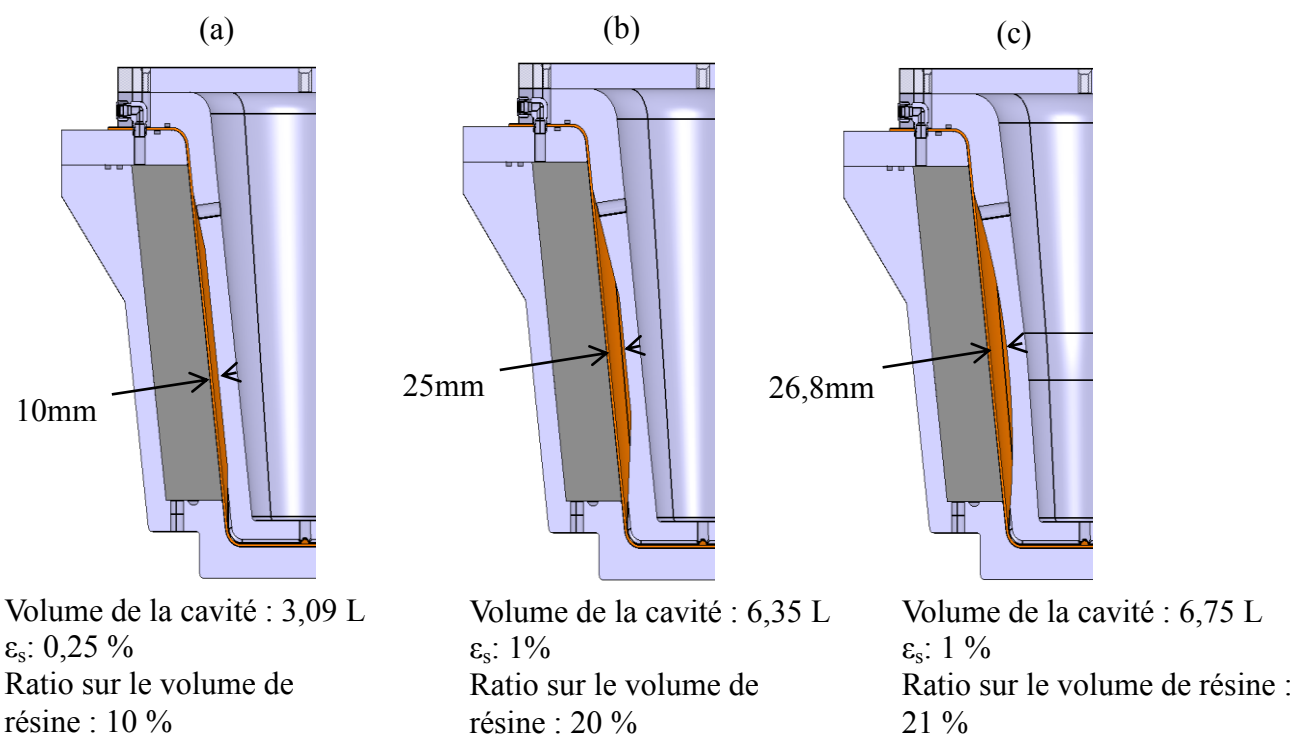 (a)
(b)
(c)
10mm
25mm
26,8mm
Volume de la cavité : 3,09 L
εs: 0,25 %
Ratio sur le volume de
résine : 10 %
Volume de la cavité : 6,35 L
εs: 1%
Ratio sur le volume de
résine : 20 %
Volume de la cavité : 6,75 L
εs: 1 %
Ratio sur le volume de résine :
21 %